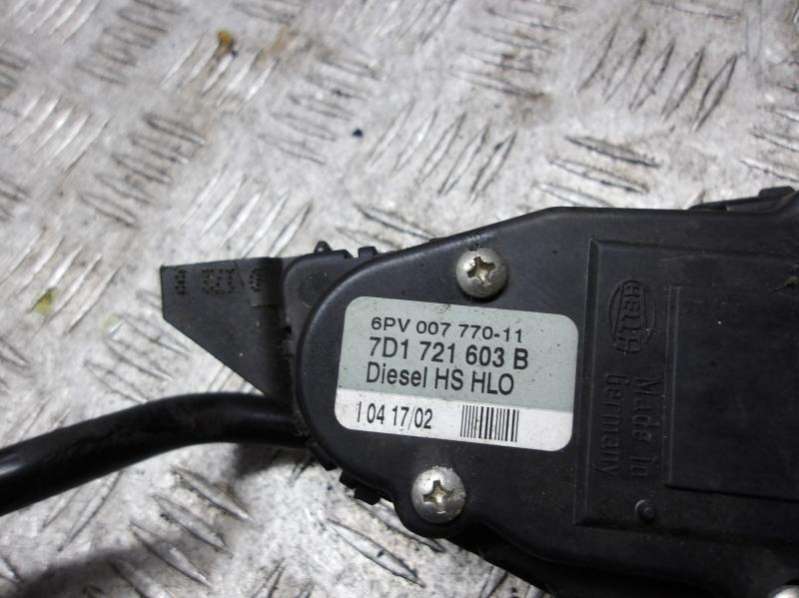 6PV 007 770-11
7D1 721 603 B
Diesel HS HLO
1 04 17/02
HELLA
Made in
Germany